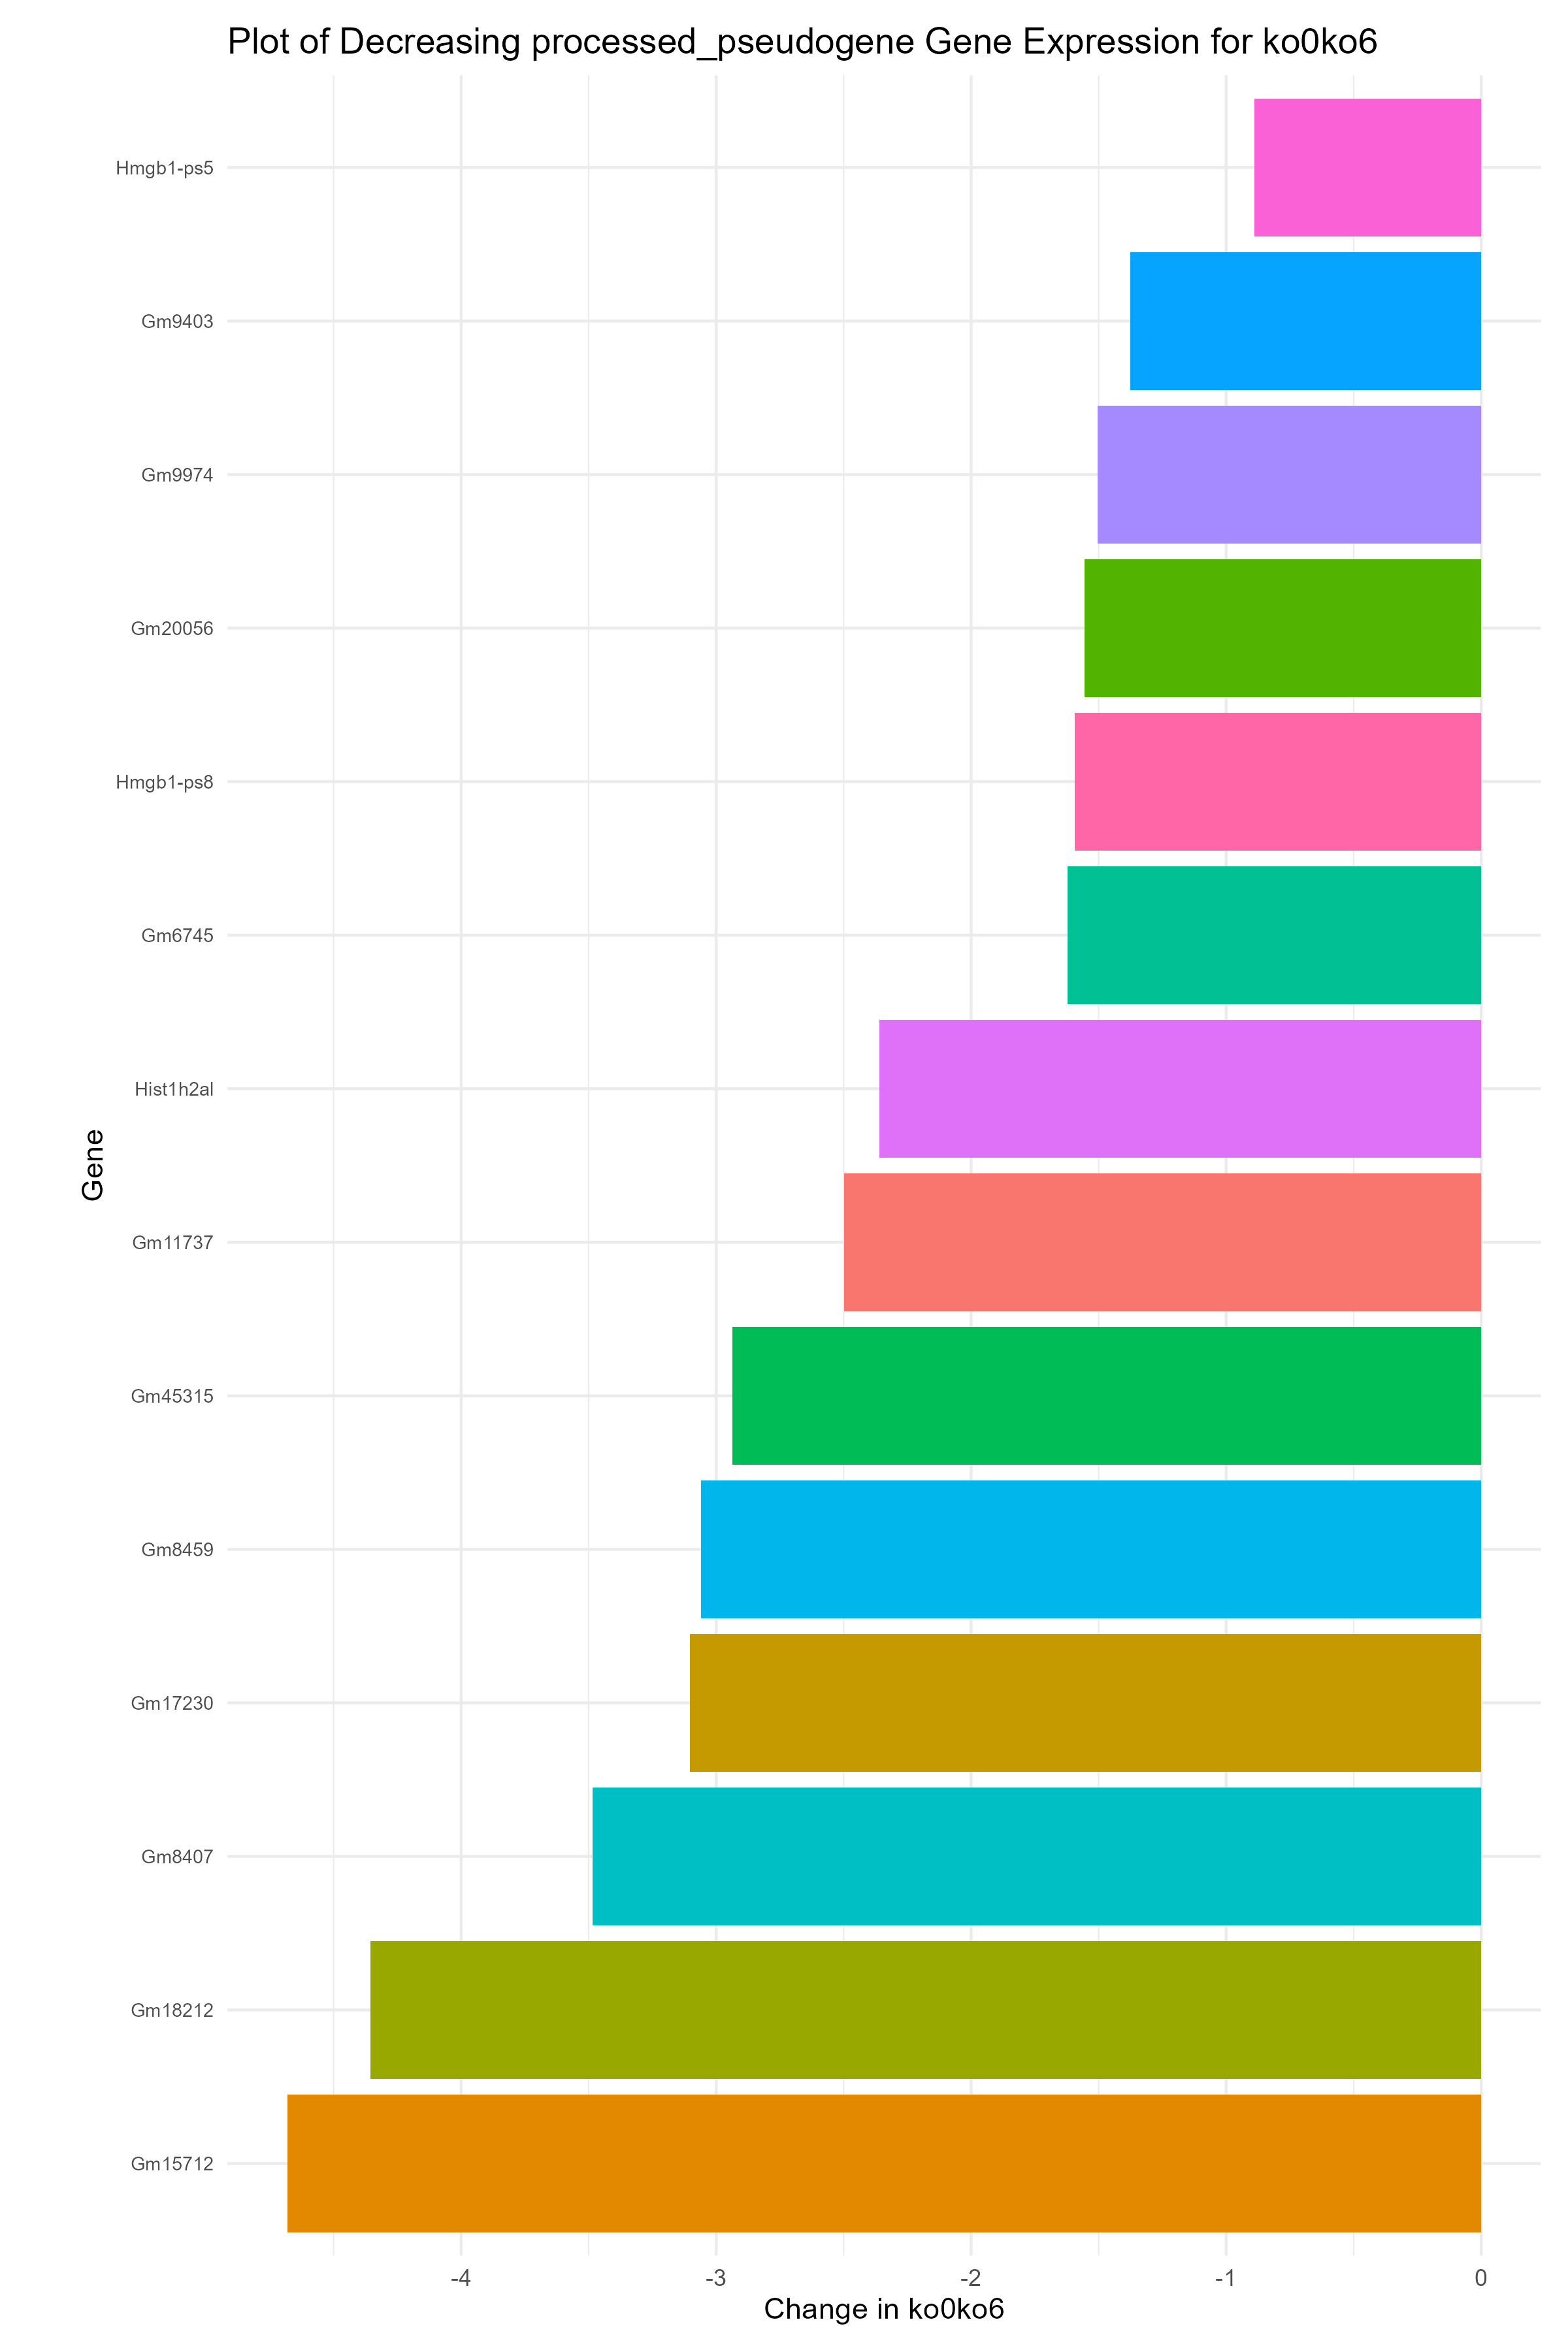 Plot of Decreasing processed_pseudogene Gene Expression for ko0ko6
Hmgb1-ps5
Gm9403
Gm9974
Gm20056
Hmgb1-ps8
Gm6745
Hist1h2al
Gene
Gm11737
Gm45315
Gm8459
Gm17230
Gm8407
Gm18212
Gm15712
-4 -3 -2 -1 0
Change in ko0ko6